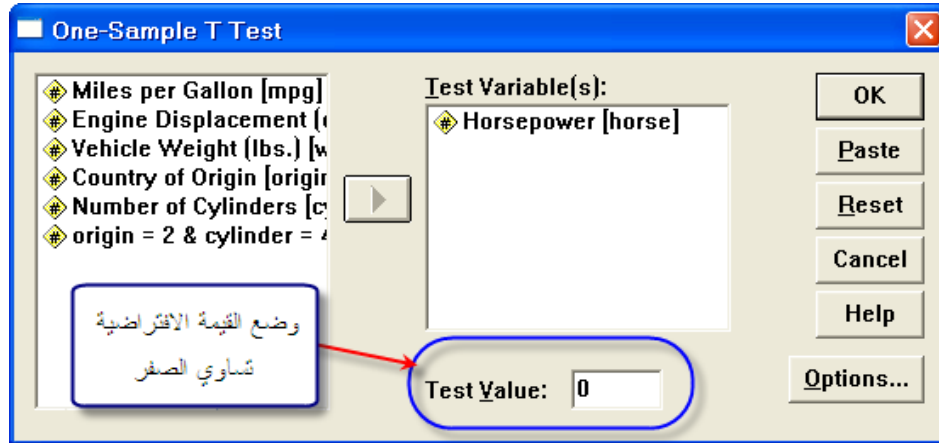 One-Sample T Test
Miles per Gallon [mpg]
Engine Displacement (
Vehicle Weight (lbs.) [w
Country of Origin [origin
Number of Cylinders [cy
origin = 2 & cylinder = 4
Test Variable(s):
Horsepower [horse]
OK
Paste
Reset
Cancel
Help
Options...
وضع القيمة الافتراضية
تساوي الصفر
Test Value: 0